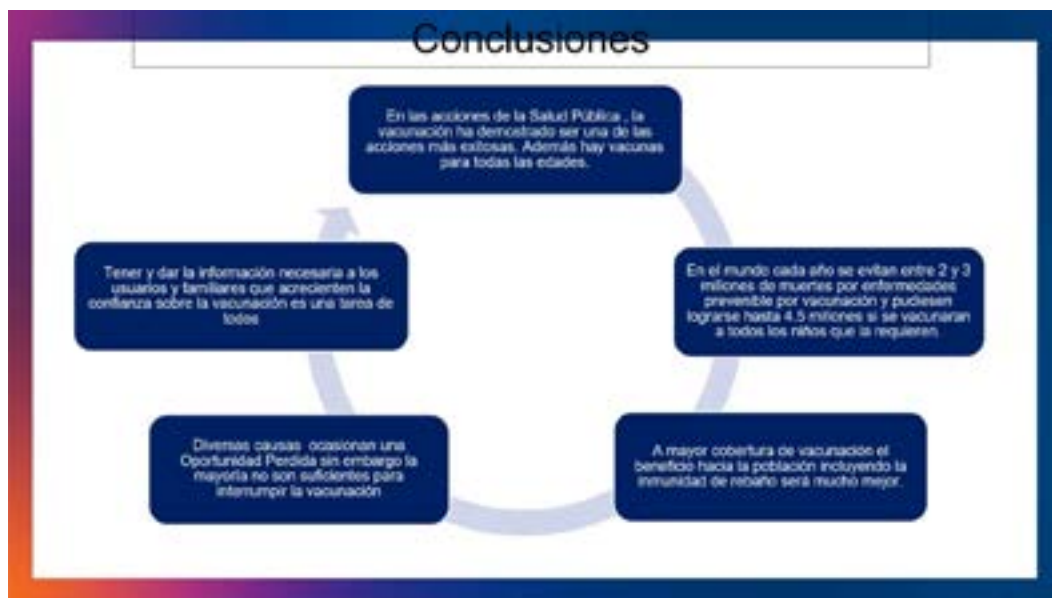 Conclusiones
En las acciones de la Salud Pública , la
vacunación ha demostrado ser una de las
acciones más exitosas. Además hay vacunas
para todas las edades.
En el mundo cada año se evitan entre 2 y 3
millones de muertes por enfermedades
prevenible por vacunación y pudiesen
lograrse hasta 4.5 millones si se vacunaran
a todos los niños que la requieren.
A mayor cobertura de vacunación el
beneficio hacia la población incluyendo la
inmunidad de rebaño será mucho mejor.
Diversas causas ocasionan una
Oportunidad Perdida sin embargo la
mayoría no son suficientes para
interrumpir la vacunación
Tener y dar la información necesaria a los
usuarios y familiares que acrecienten la
confianza sobre la vacunación es una tarea de
todos